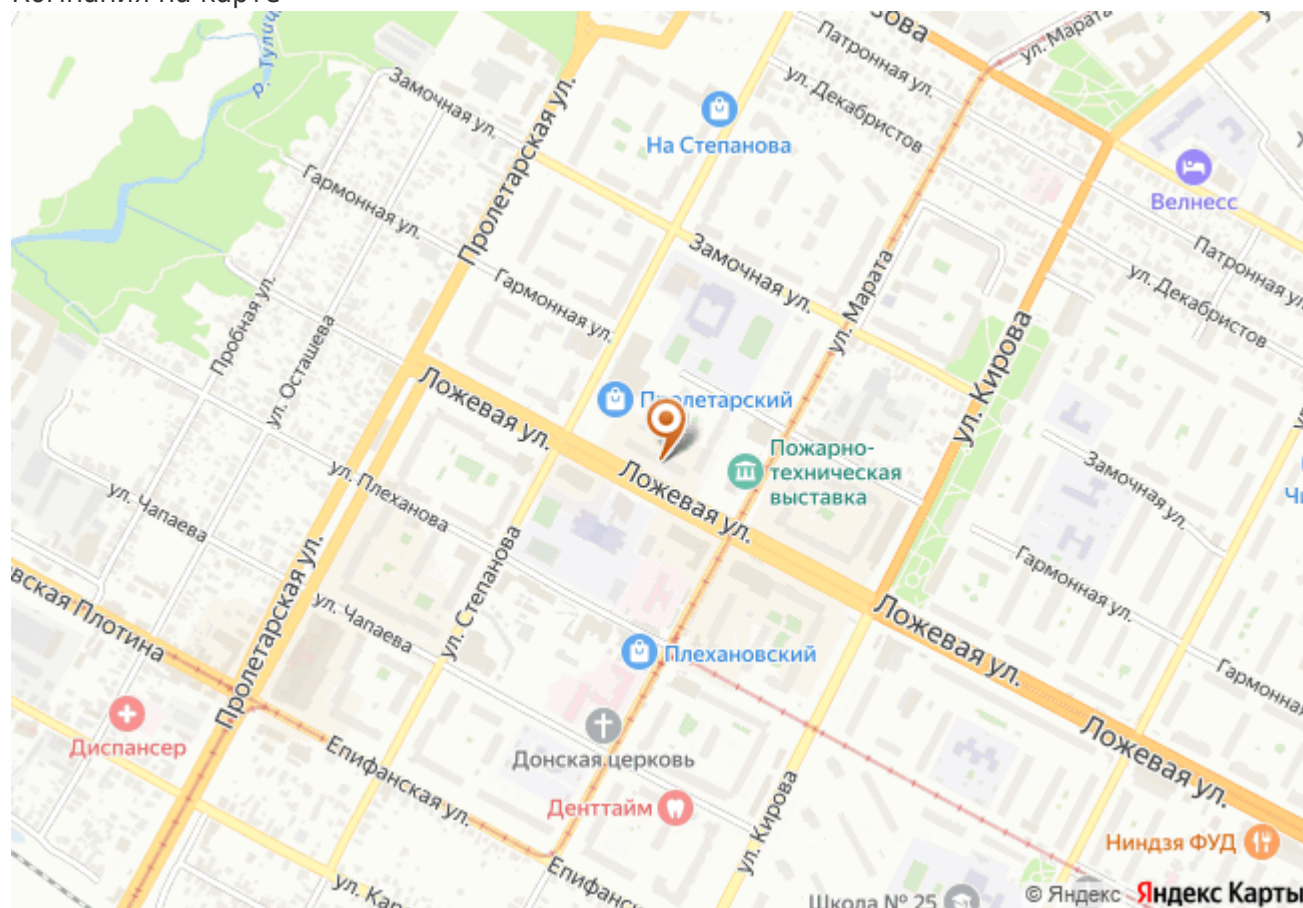 Компания на карте
р. Тулица
Замочная ул.
Гармонная ул.
Пролетарская ул.
На Степанова
Патронная ул.
ул. Декабристов
ул. Марата
Велнесс
Патронная ул.
ул. Декабристов
Замочная ул.
ул. Марата
ул. Кирова
Пробная ул.
ул. Осташева
Гармонная ул.
Ложевая ул.
Пролетарский
Ложевая ул.
Пожарно-
техническая
выставка
Замочная ул.
Гармонная ул.
ул. Чапаева
ул. Плеханова
Пролетарская ул.
ул. Степанова
ул. Чапаева
Плотина
Плехановский
Ложевая ул.
Гармонная
Диспансер
Донская церковь
Епифанская ул.
Денттайм
ул. Кирова
Ложевая ул.
Ниндзя ФУД
Школа № 25
© Яндекс Яндекс Карты